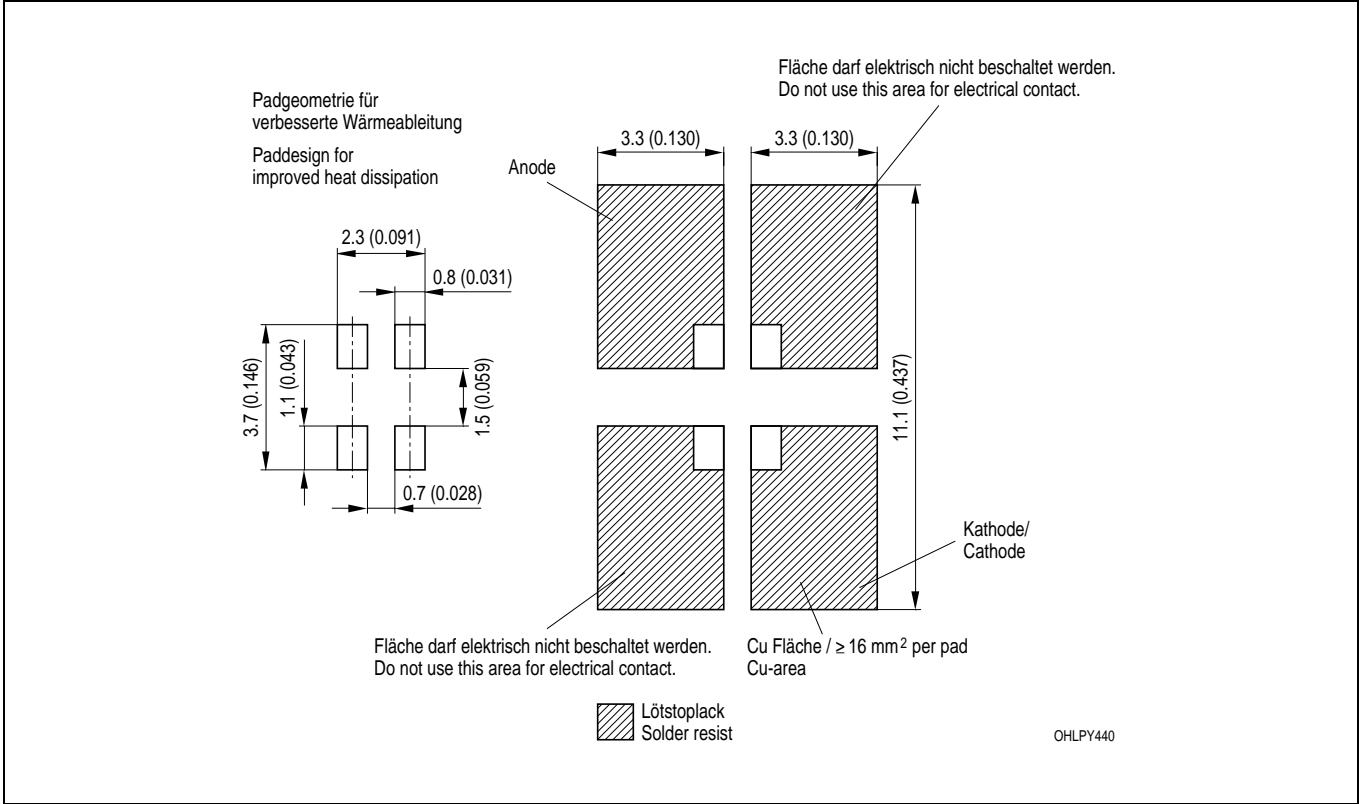 Padgeometrie für
verbesserte Wärmeableitung
Paddesign for
improved heat dissipation
Fläche darf elektrisch nicht beschaltet werden.
Do not use this area for electrical contact.
3.3 (0.130)
3.3 (0.130)
Anode
2.3 (0.091)
0.8 (0.031)
3.7 (0.146)
1.1 (0.043)
1.5 (0.059)
0.7 (0.028)
11.1 (0.437)
Kathode/
Cathode
Fläche darf elektrisch nicht beschaltet werden.
Do not use this area for electrical contact.
Cu Fläche / ≥ 16 mm² per pad
Cu-area
Lötstoplack
Solder resist
OHLPY440